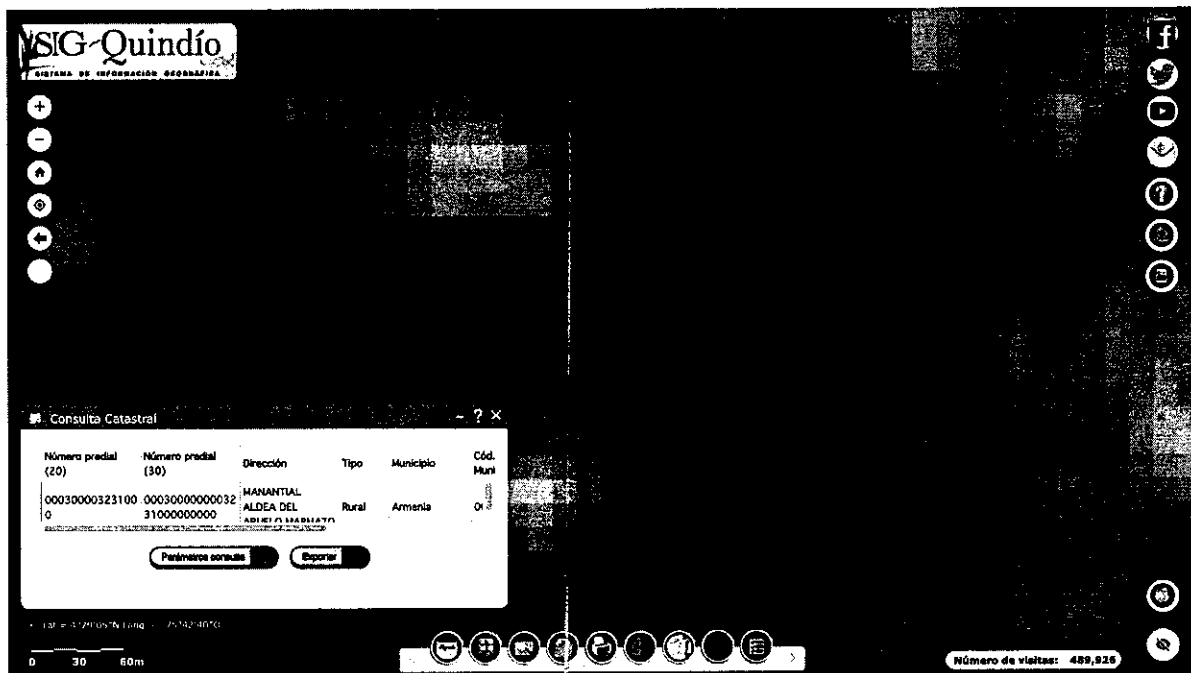 SIG-Quindío
SISTEMA DE INFORMACIÓN GEOGRÁFICA
Consulta Catastral
Número predial (20) Número predial (30) Dirección Tipo Municipio Cód. Muni
00030000323100 0 00030000000032 31000000000 MANANTIAL ALDEA DEL ABUELO MARMATO Rural Armenia
Parámetros consulta Exportar
0 30 60m
Número de visitas: 489,926